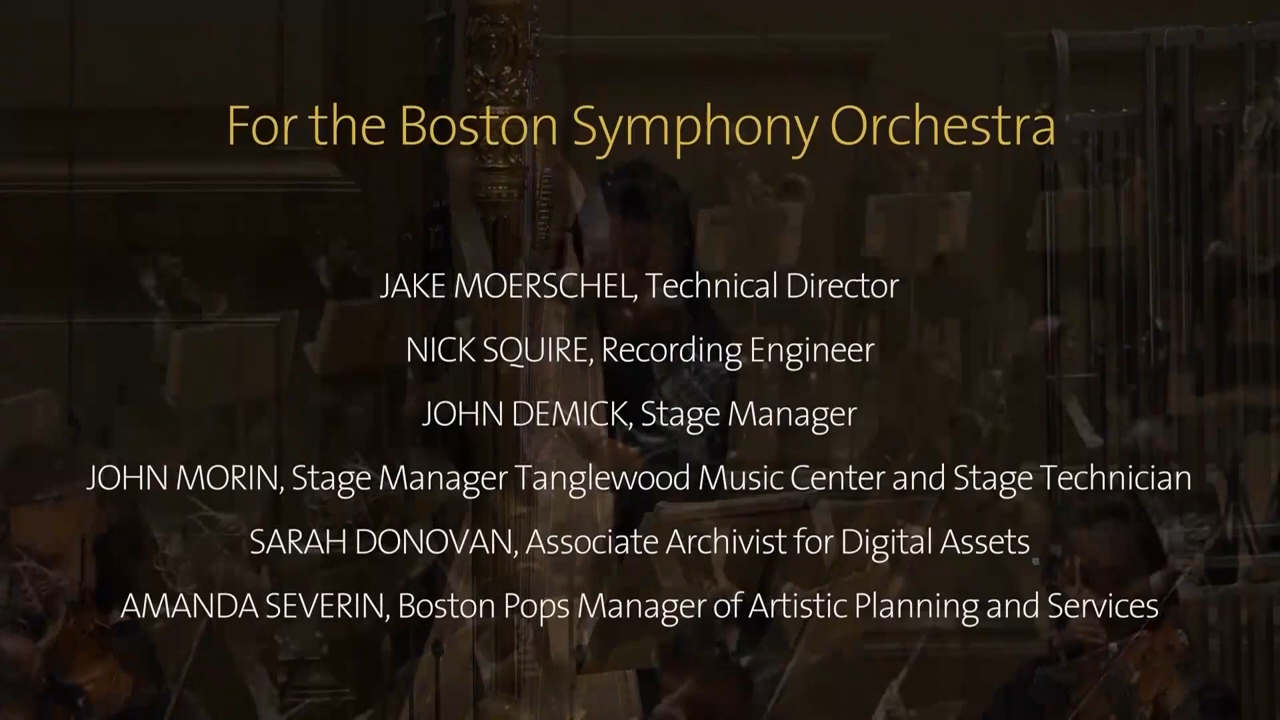 For the Boston Symphony Orchestra
JAKE MOERSCHEL, Technical Director
NICK SQUIRE, Recording Engineer
JOHN DEMICK, Stage Manager
JOHN MORIN, Stage Manager Tanglewood Music Center and Stage Technician
SARAH DONOVAN, Associate Archivist for Digital Assets
AMANDA SEVERIN, Boston Pops Manager of Artistic Planning and Services